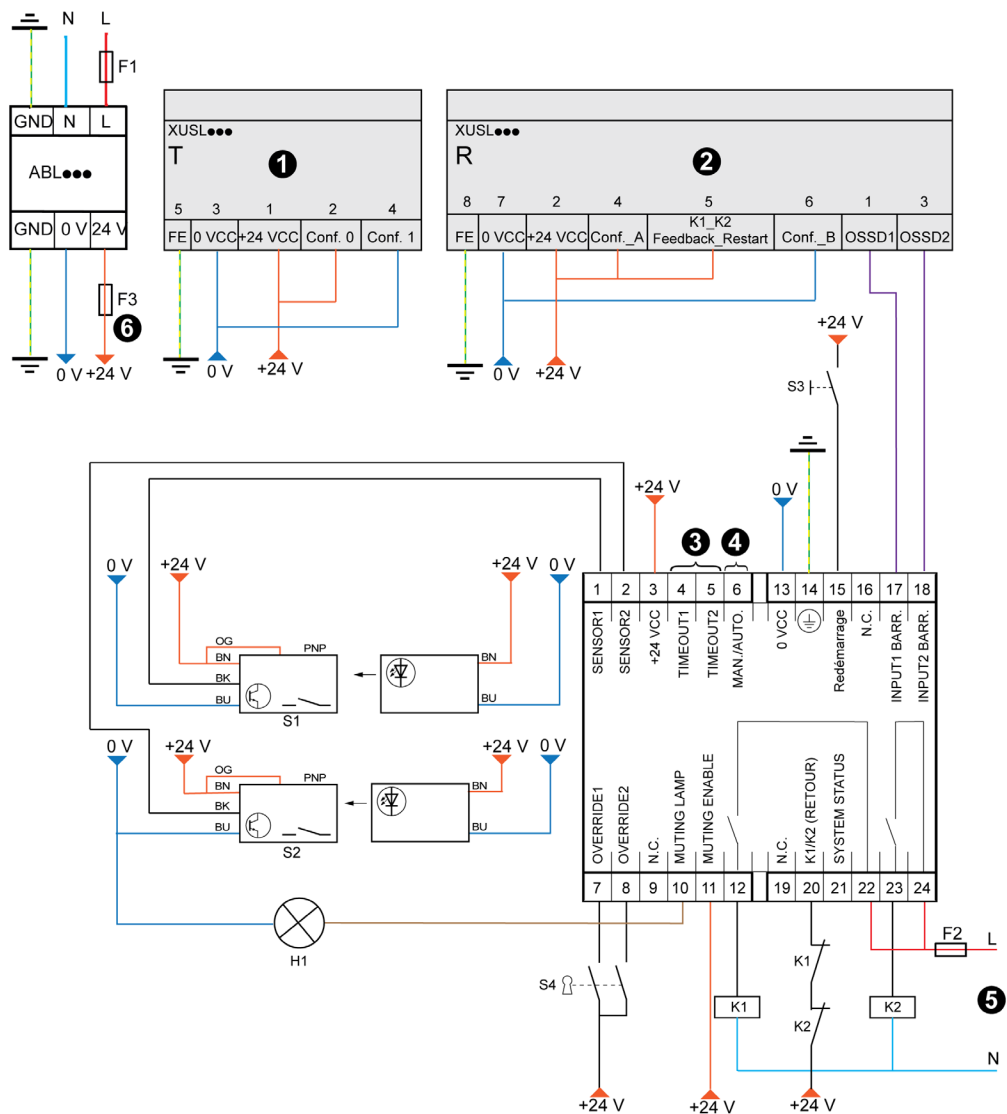 N L
F1
GND N L
ABL●●●
GND 0 V 24 V
F3
6
0 V +24 V
XUSL●●●
T
1
5 3 1 2 4
FE 0 VCC +24 VCC Conf. 0 Conf. 1
0 V +24 V
XUSL●●●
R
2
8 7 2 4 5 6 1 3
FE 0 VCC +24 VCC Conf._A K1_K2 Feedback_Restart Conf._B OSSD1 OSSD2
0 V +24 V
+24 V
S3
+24 V
3
4
0 V
1 2 3 4 5 6 13 14 15 16 17 18
SENSOR1
SENSOR2
+24 VCC
TIMEOUT1
TIMEOUT2
MAN./AUTO.
0 VCC
Redémarrage
N.C.
INPUT1 BARR.
INPUT2 BARR.
0 V +24 V +24 V 0 V
OG
BN
BK
BU
PNP
S1
BN
BU
0 V +24 V +24 V 0 V
OG
BN
BK
BU
PNP
S2
BN
BU
H1
OVERRIDE1
OVERRIDE2
N.C.
MUTING LAMP
MUTING ENABLE
N.C.
K1/K2 (RETOUR)
SYSTEM STATUS
7 8 9 10 11 12 19 20 21 22 23 24
F2
L
S4
K1
K1
K2
K2
5
N
+24 V +24 V +24 V